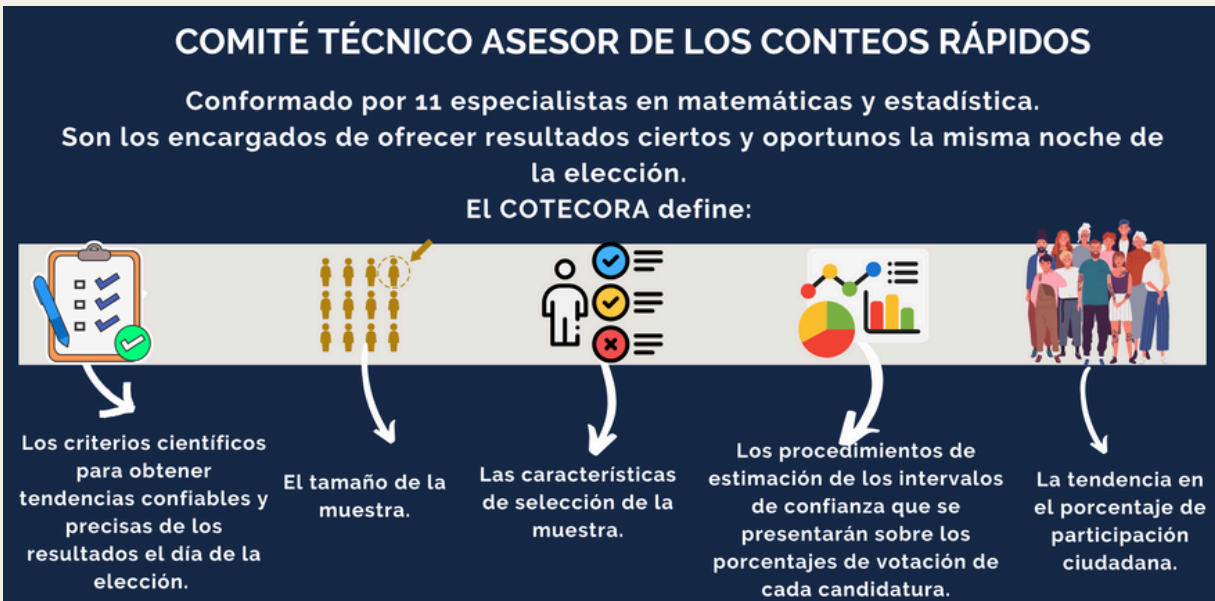 COMITÉ TÉCNICO ASESOR DE LOS CONTEOS RÁPIDOS
Conformado por 11 especialistas en matemáticas y estadística.
Son los encargados de ofrecer resultados ciertos y oportunos la misma noche de
la elección.
El COTECORA define:
Los criterios científicos
para obtener
tendencias confiables y
precisas de los
resultados el día de la
elección.
El tamaño de la
muestra.
Las características
de selección de la
muestra.
Los procedimientos de
estimación de los intervalos
de confianza que se
presentarán sobre los
porcentajes de votación de
cada candidatura.
La tendencia en
el porcentaje de
participación
ciudadana.